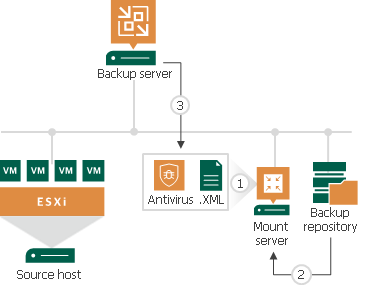 Backup server
3
VM VM VM VM
ESXi
Source host
Antivirus .XML
1
Mount
server
Backup
repository
2